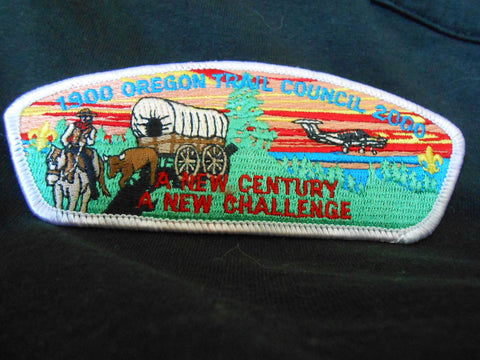 1900 OREGON TRAIL COUNCIL 2000
A NEW CENTURY
A NEW CHALLENGE